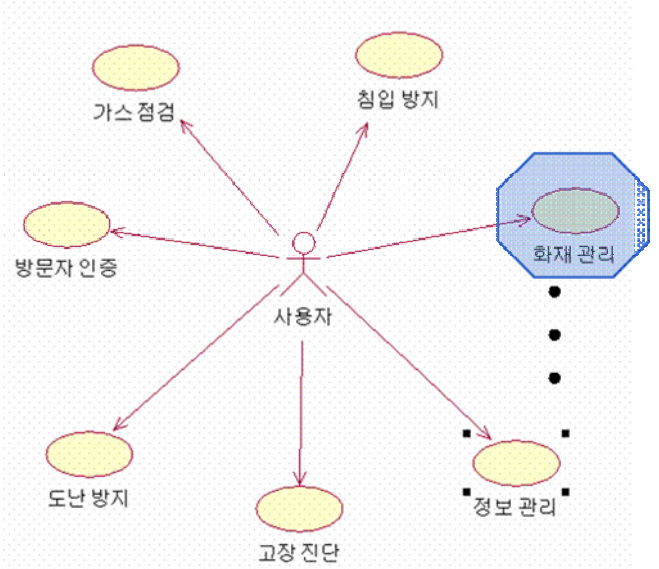 침입 방지
가스 점검
화재 관리
방문자 인증
사용자
도난 방지
정보 관리
고장 진단